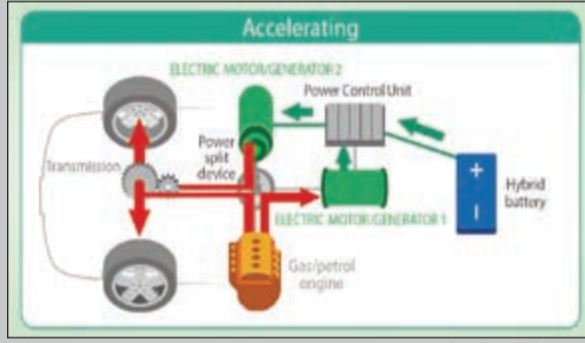 Accelerating
ELECTRIC MOTOR/GENERATOR 2
Power Control Unit
Power
split
device
Transmission
Hybrid
battery
ELECTRIC MOTOR/GENERATOR 1
Gas/petrol
engine